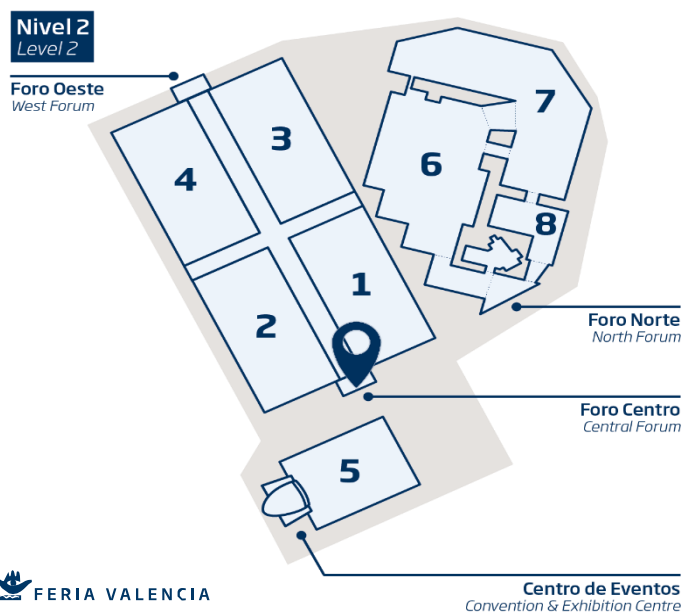 Nivel 2
Level 2
Foro Oeste
West Forum
7
3
4
6
8
1
2
Foro Norte
North Forum
Foro Centro
Central Forum
5
Centro de Eventos
Convention & Exhibition Centre
FERIA VALENCIA